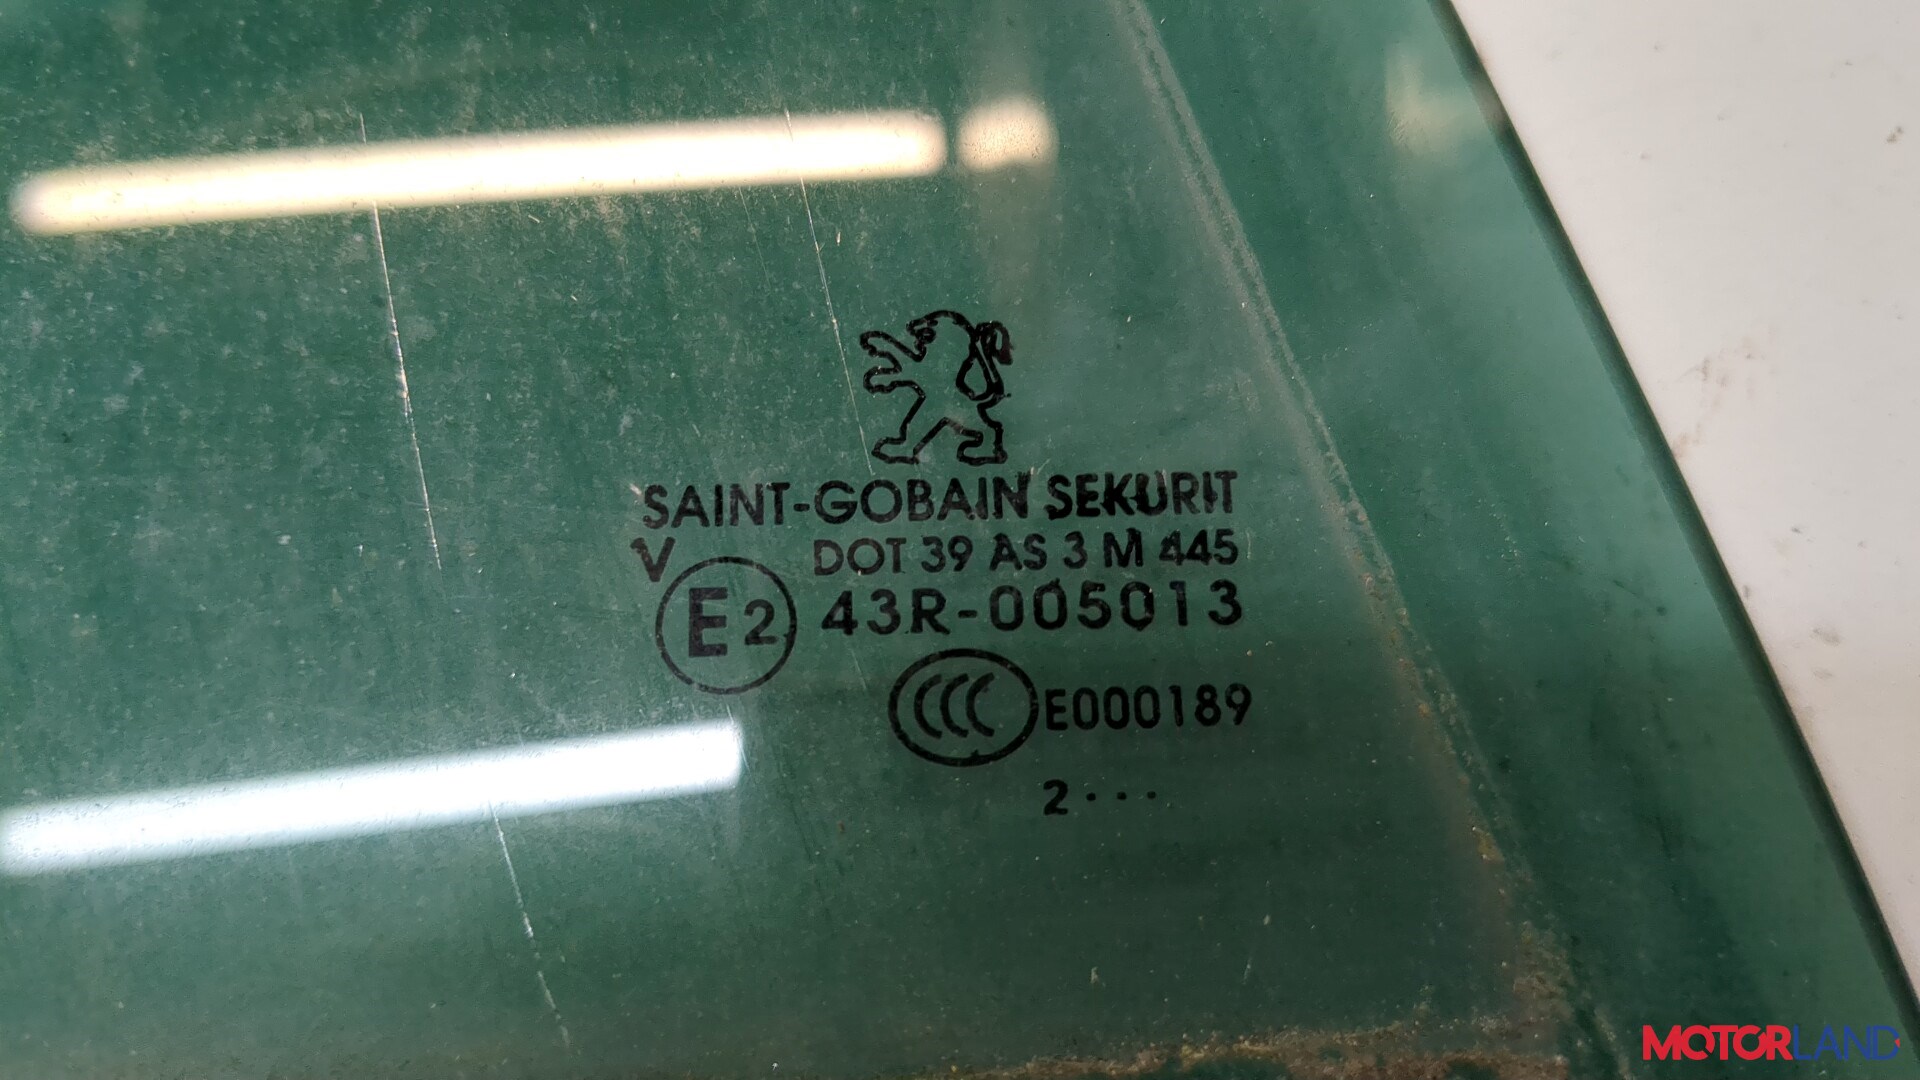 SAINT-GOBAIN SEKURIT
V DOT 39 AS 3 M 445
E2 43R-005013
CCC E000189
2 · · ·
MOTORLAND